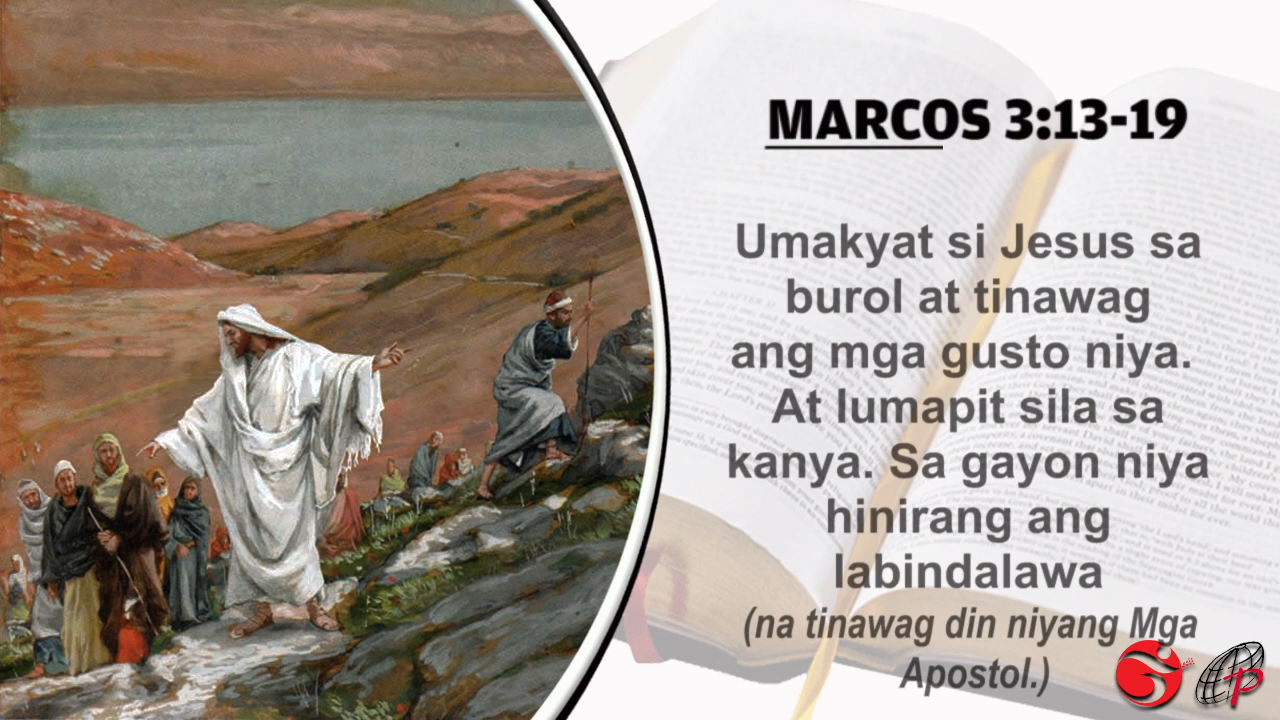 MARCOS 3:13-19
Umakyat si Jesus sa
burol at tinawag
ang mga gusto niya.
At lumapit sila sa
kanya. Sa gayon niya
hinirang ang
labindalawa
(na tinawag din niyang Mga
Apostol.)